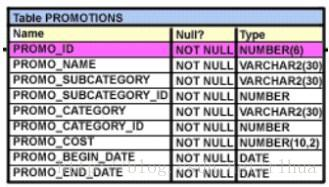 Table PROMOTIONS
Name Null? Type
PROMO_ID NOT NULL NUMBER(6)
PROMO_NAME NOT NULL VARCHAR2(30)
PROMO_SUBCATEGORY NOT NULL VARCHAR2(30)
PROMO_SUBCATEGORY_ID NOT NULL NUMBER
PROMO_CATEGORY NOT NULL VARCHAR2(30)
PROMO_CATEGORY_ID NOT NULL NUMBER
PROMO_COST NOT NULL NUMBER(10,2)
PROMO_BEGIN_DATE NOT NULL DATE
PROMO_END_DATE NOT NULL DATE